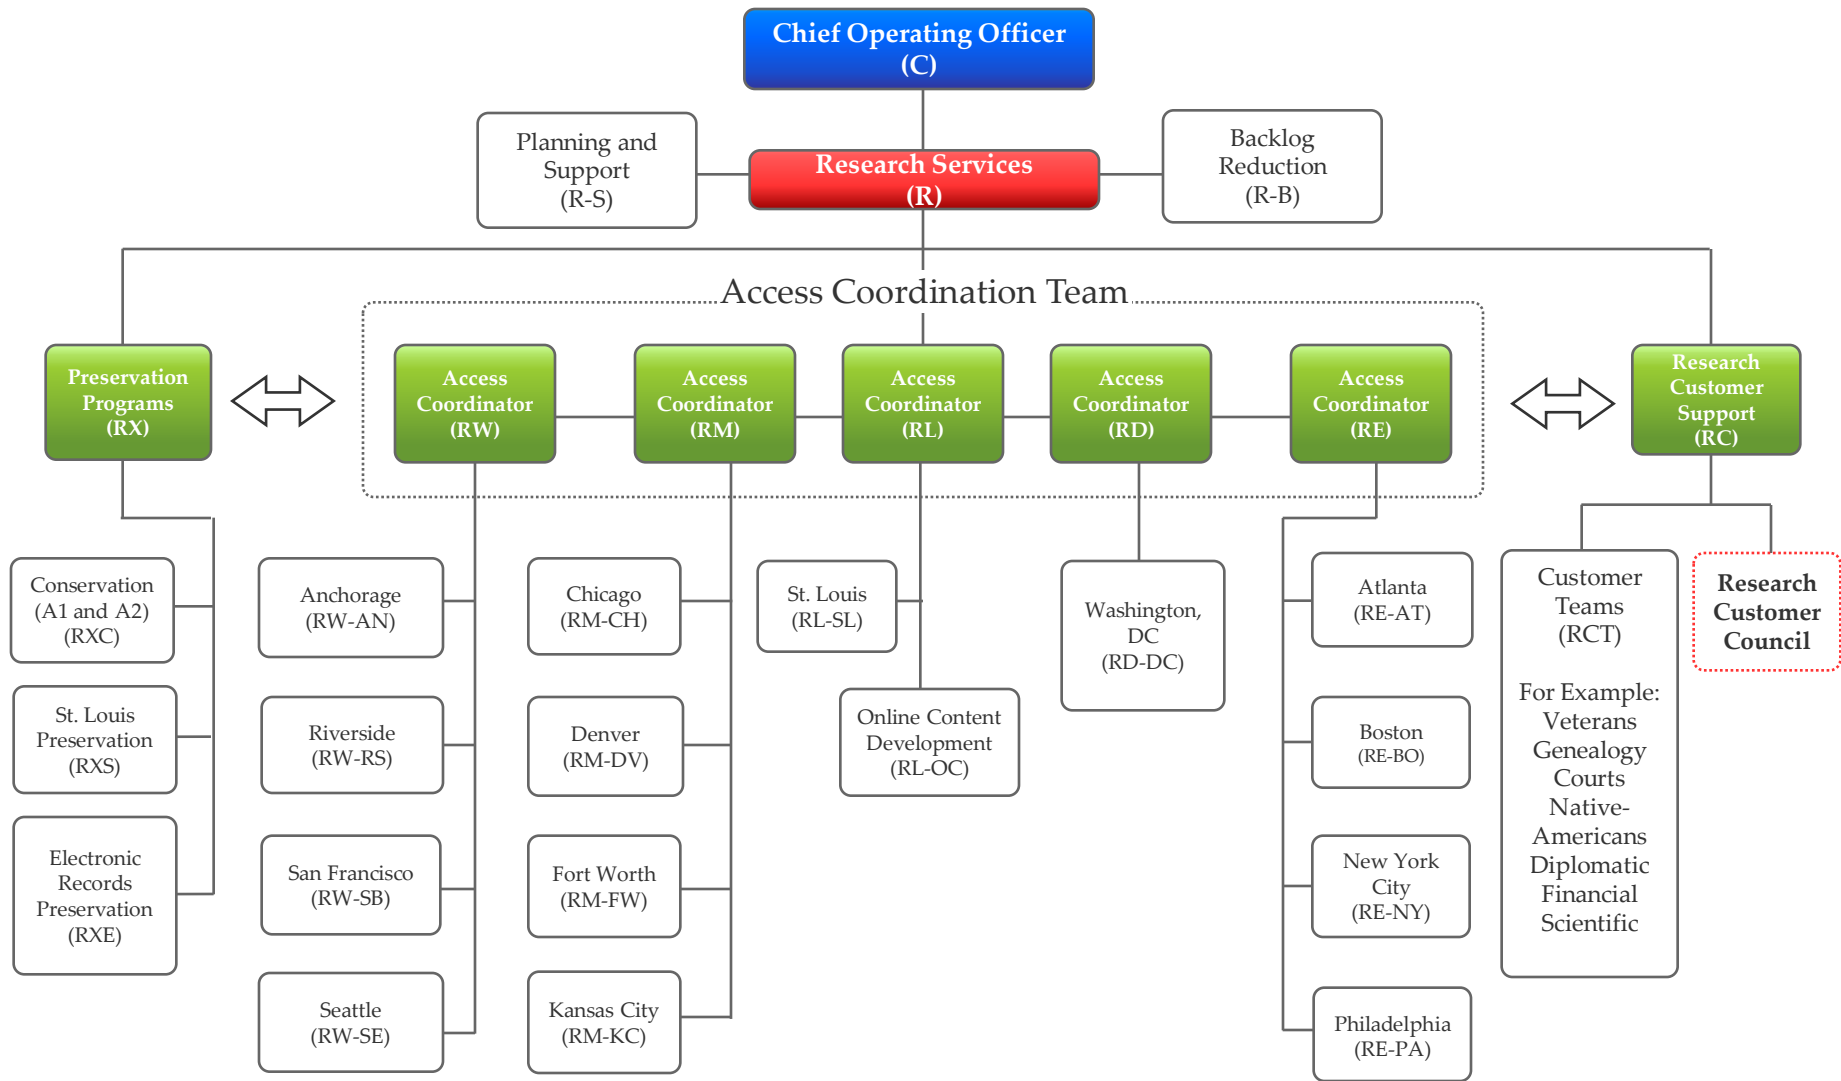 Chief Operating Officer
(C)
Planning and
Support
(R-S)
Research Services
(R)
Backlog
Reduction
(R-B)
Access Coordination Team
Preservation
Programs
(RX)
Access
Coordinator
(RW)
Access
Coordinator
(RM)
Access
Coordinator
(RL)
Access
Coordinator
(RD)
Access
Coordinator
(RE)
Research
Customer
Support
(RC)
Conservation
(A1 and A2)
(RXC)
St. Louis
Preservation
(RXS)
Electronic
Records
Preservation
(RXE)
Anchorage
(RW-AN)
Riverside
(RW-RS)
San Francisco
(RW-SB)
Seattle
(RW-SE)
Chicago
(RM-CH)
Denver
(RM-DV)
Fort Worth
(RM-FW)
Kansas City
(RM-KC)
St. Louis
(RL-SL)
Online Content
Development
(RL-OC)
Washington,
DC
(RD-DC)
Atlanta
(RE-AT)
Boston
(RE-BO)
New York
City
(RE-NY)
Philadelphia
(RE-PA)
Customer
Teams
(RCT)
For Example:
Veterans
Genealogy
Courts
Native-
Americans
Diplomatic
Financial
Scientific
Research
Customer
Council